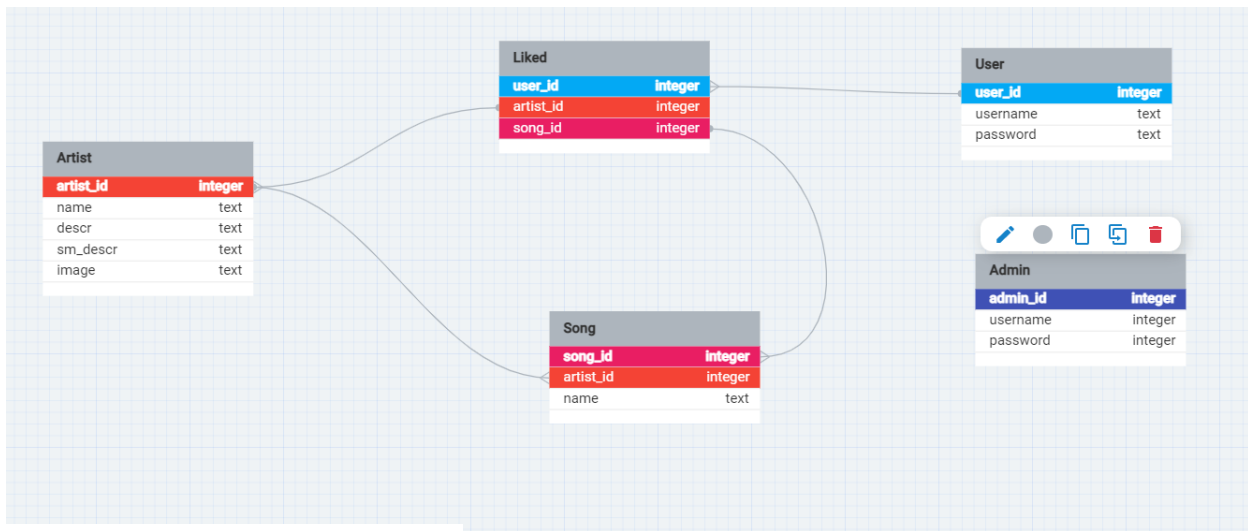 Liked
user_id integer
artist_id integer
song_id integer
User
user_id integer
username text
password text
Artist
artist_id integer
name text
descr text
sm_descr text
image text
Admin
admin_id integer
username integer
password integer
Song
song_id integer
artist_id integer
name text